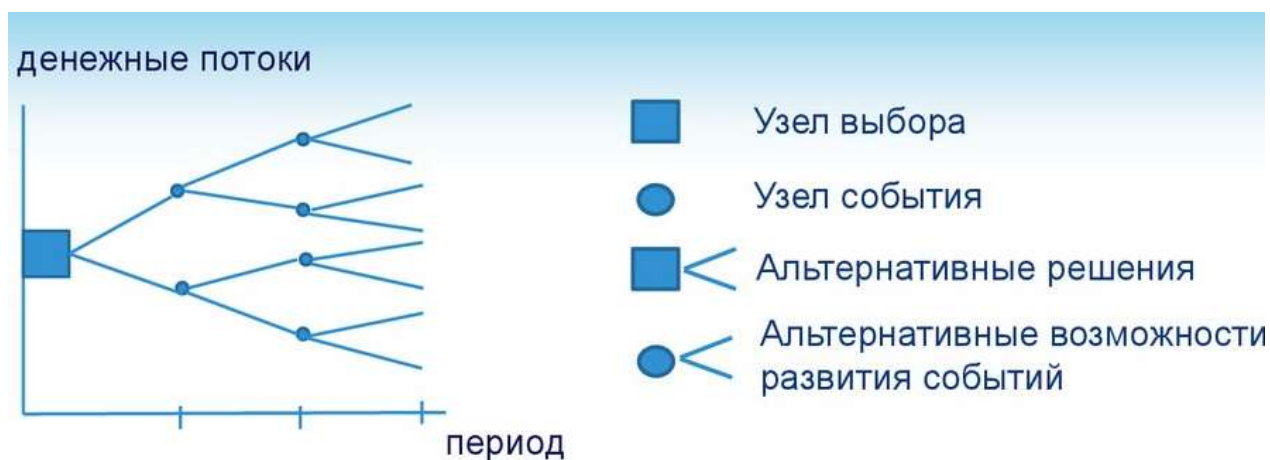 денежные потоки
период
Узел выбора
Узел события
Альтернативные решения
Альтернативные возможности
развития событий